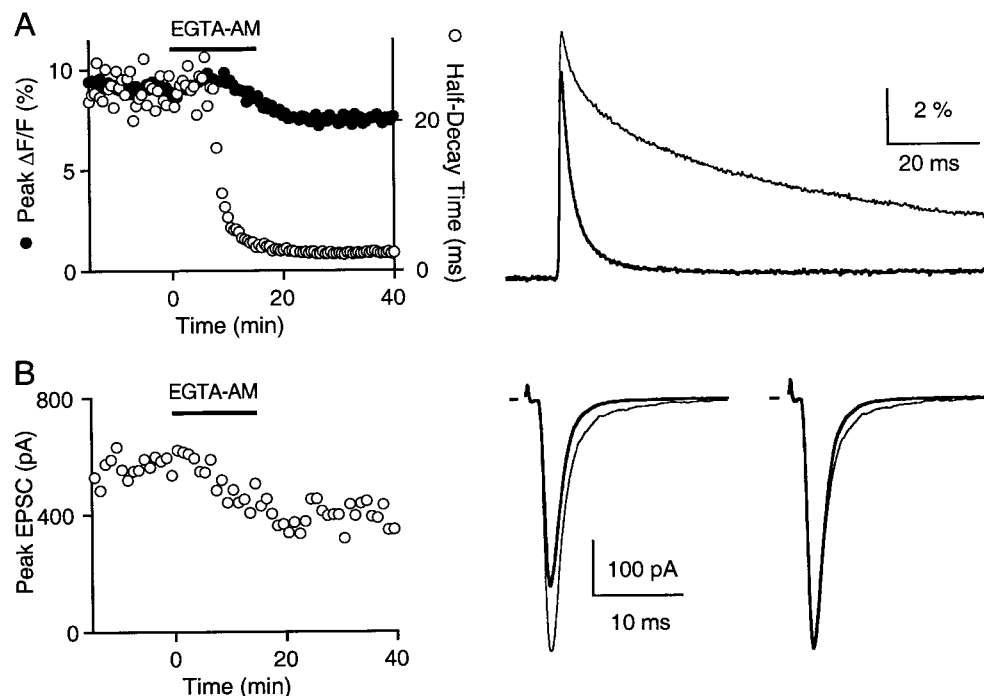 A
EGTA-AM
● Peak ΔF/F (%)
10
5
0
20
0
○ Half-Decay Time (ms)
0
20
40
Time (min)
2 %
20 ms
B
EGTA-AM
Peak EPSC (pA)
800
400
0
0
20
40
Time (min)
100 pA
10 ms